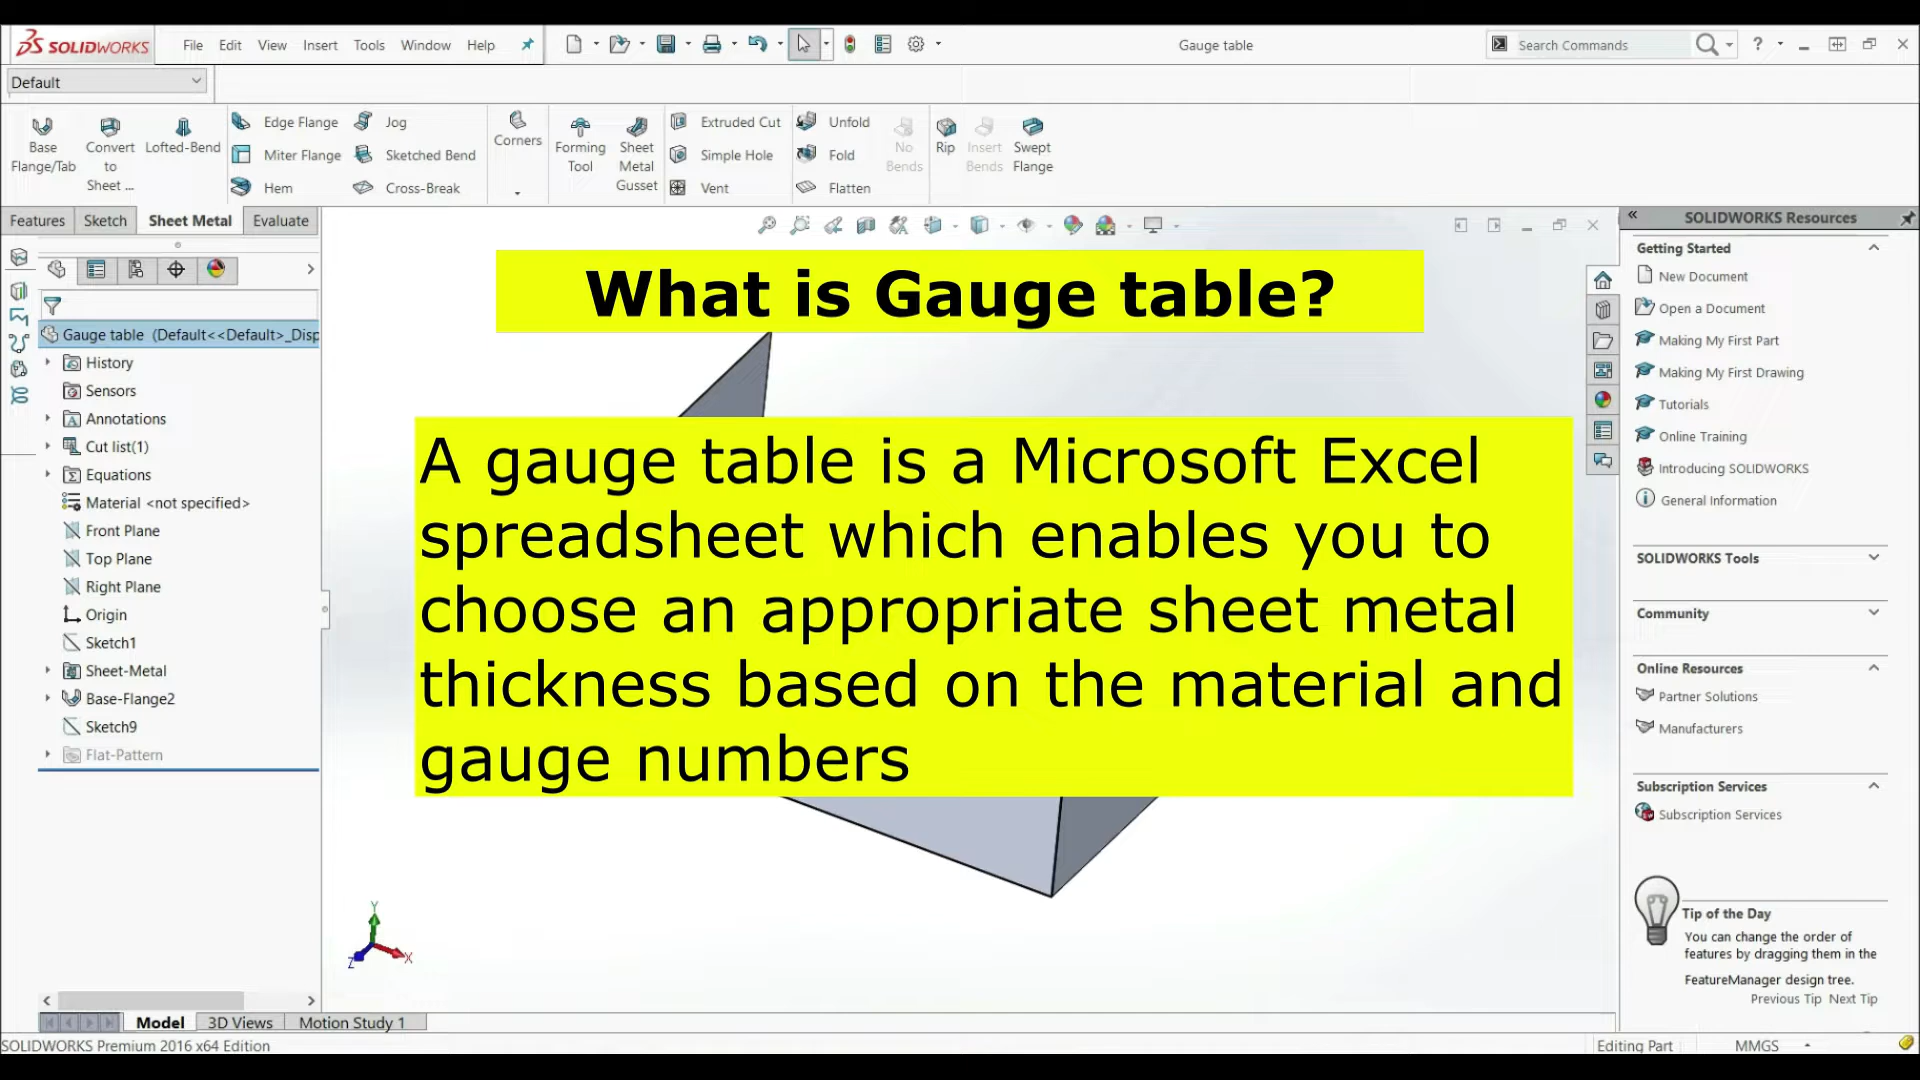 SOLIDWORKS
File Edit View Insert Tools Window Help
Gauge table
Search Commands
?
Default
Base Flange/Tab
Convert to Sheet ...
Lofted-Bend
Edge Flange
Miter Flange
Hem
Jog
Sketched Bend
Cross-Break
Corners
Forming Tool
Sheet Metal Gusset
Extruded Cut
Simple Hole
Vent
Unfold
Fold
Flatten
No Bends
Rip
Insert Bends
Swept Flange
Features Sketch Sheet Metal Evaluate
Gauge table (Default<<Default>_Disp
History
Sensors
Annotations
Cut list(1)
Equations
Material <not specified>
Front Plane
Top Plane
Right Plane
Origin
Sketch1
Sheet-Metal
Base-Flange2
Sketch9
Flat-Pattern
What is Gauge table?
A gauge table is a Microsoft Excel
spreadsheet which enables you to
choose an appropriate sheet metal
thickness based on the material and
gauge numbers
Y
Z
X
SOLIDWORKS Resources
Getting Started
New Document
Open a Document
Making My First Part
Making My First Drawing
Tutorials
Online Training
Introducing SOLIDWORKS
General Information
SOLIDWORKS Tools
Community
Online Resources
Partner Solutions
Manufacturers
Subscription Services
Subscription Services
Tip of the Day
You can change the order of
features by dragging them in the
FeatureManager design tree.
Previous Tip Next Tip
Model 3D Views Motion Study 1
SOLIDWORKS Premium 2016 x64 Edition
Editing Part
MMGS